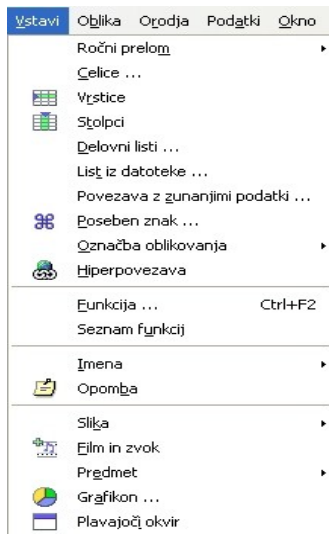 Vstavi Oblika Orodja Podatki Okno
Ročni prelom
Celice ...
Vrstice
Stolpci
Delovni listi ...
List iz datoteke ...
Povezava z zunanjimi podatki ...
Poseben znak ...
Označba oblikovanja
Hiperpovezava
Funkcija ... Ctrl+F2
Seznam funkcij
Imena
Opomba
Slika
Film in zvok
Predmet
Grafikon ...
Plavajoči okvir